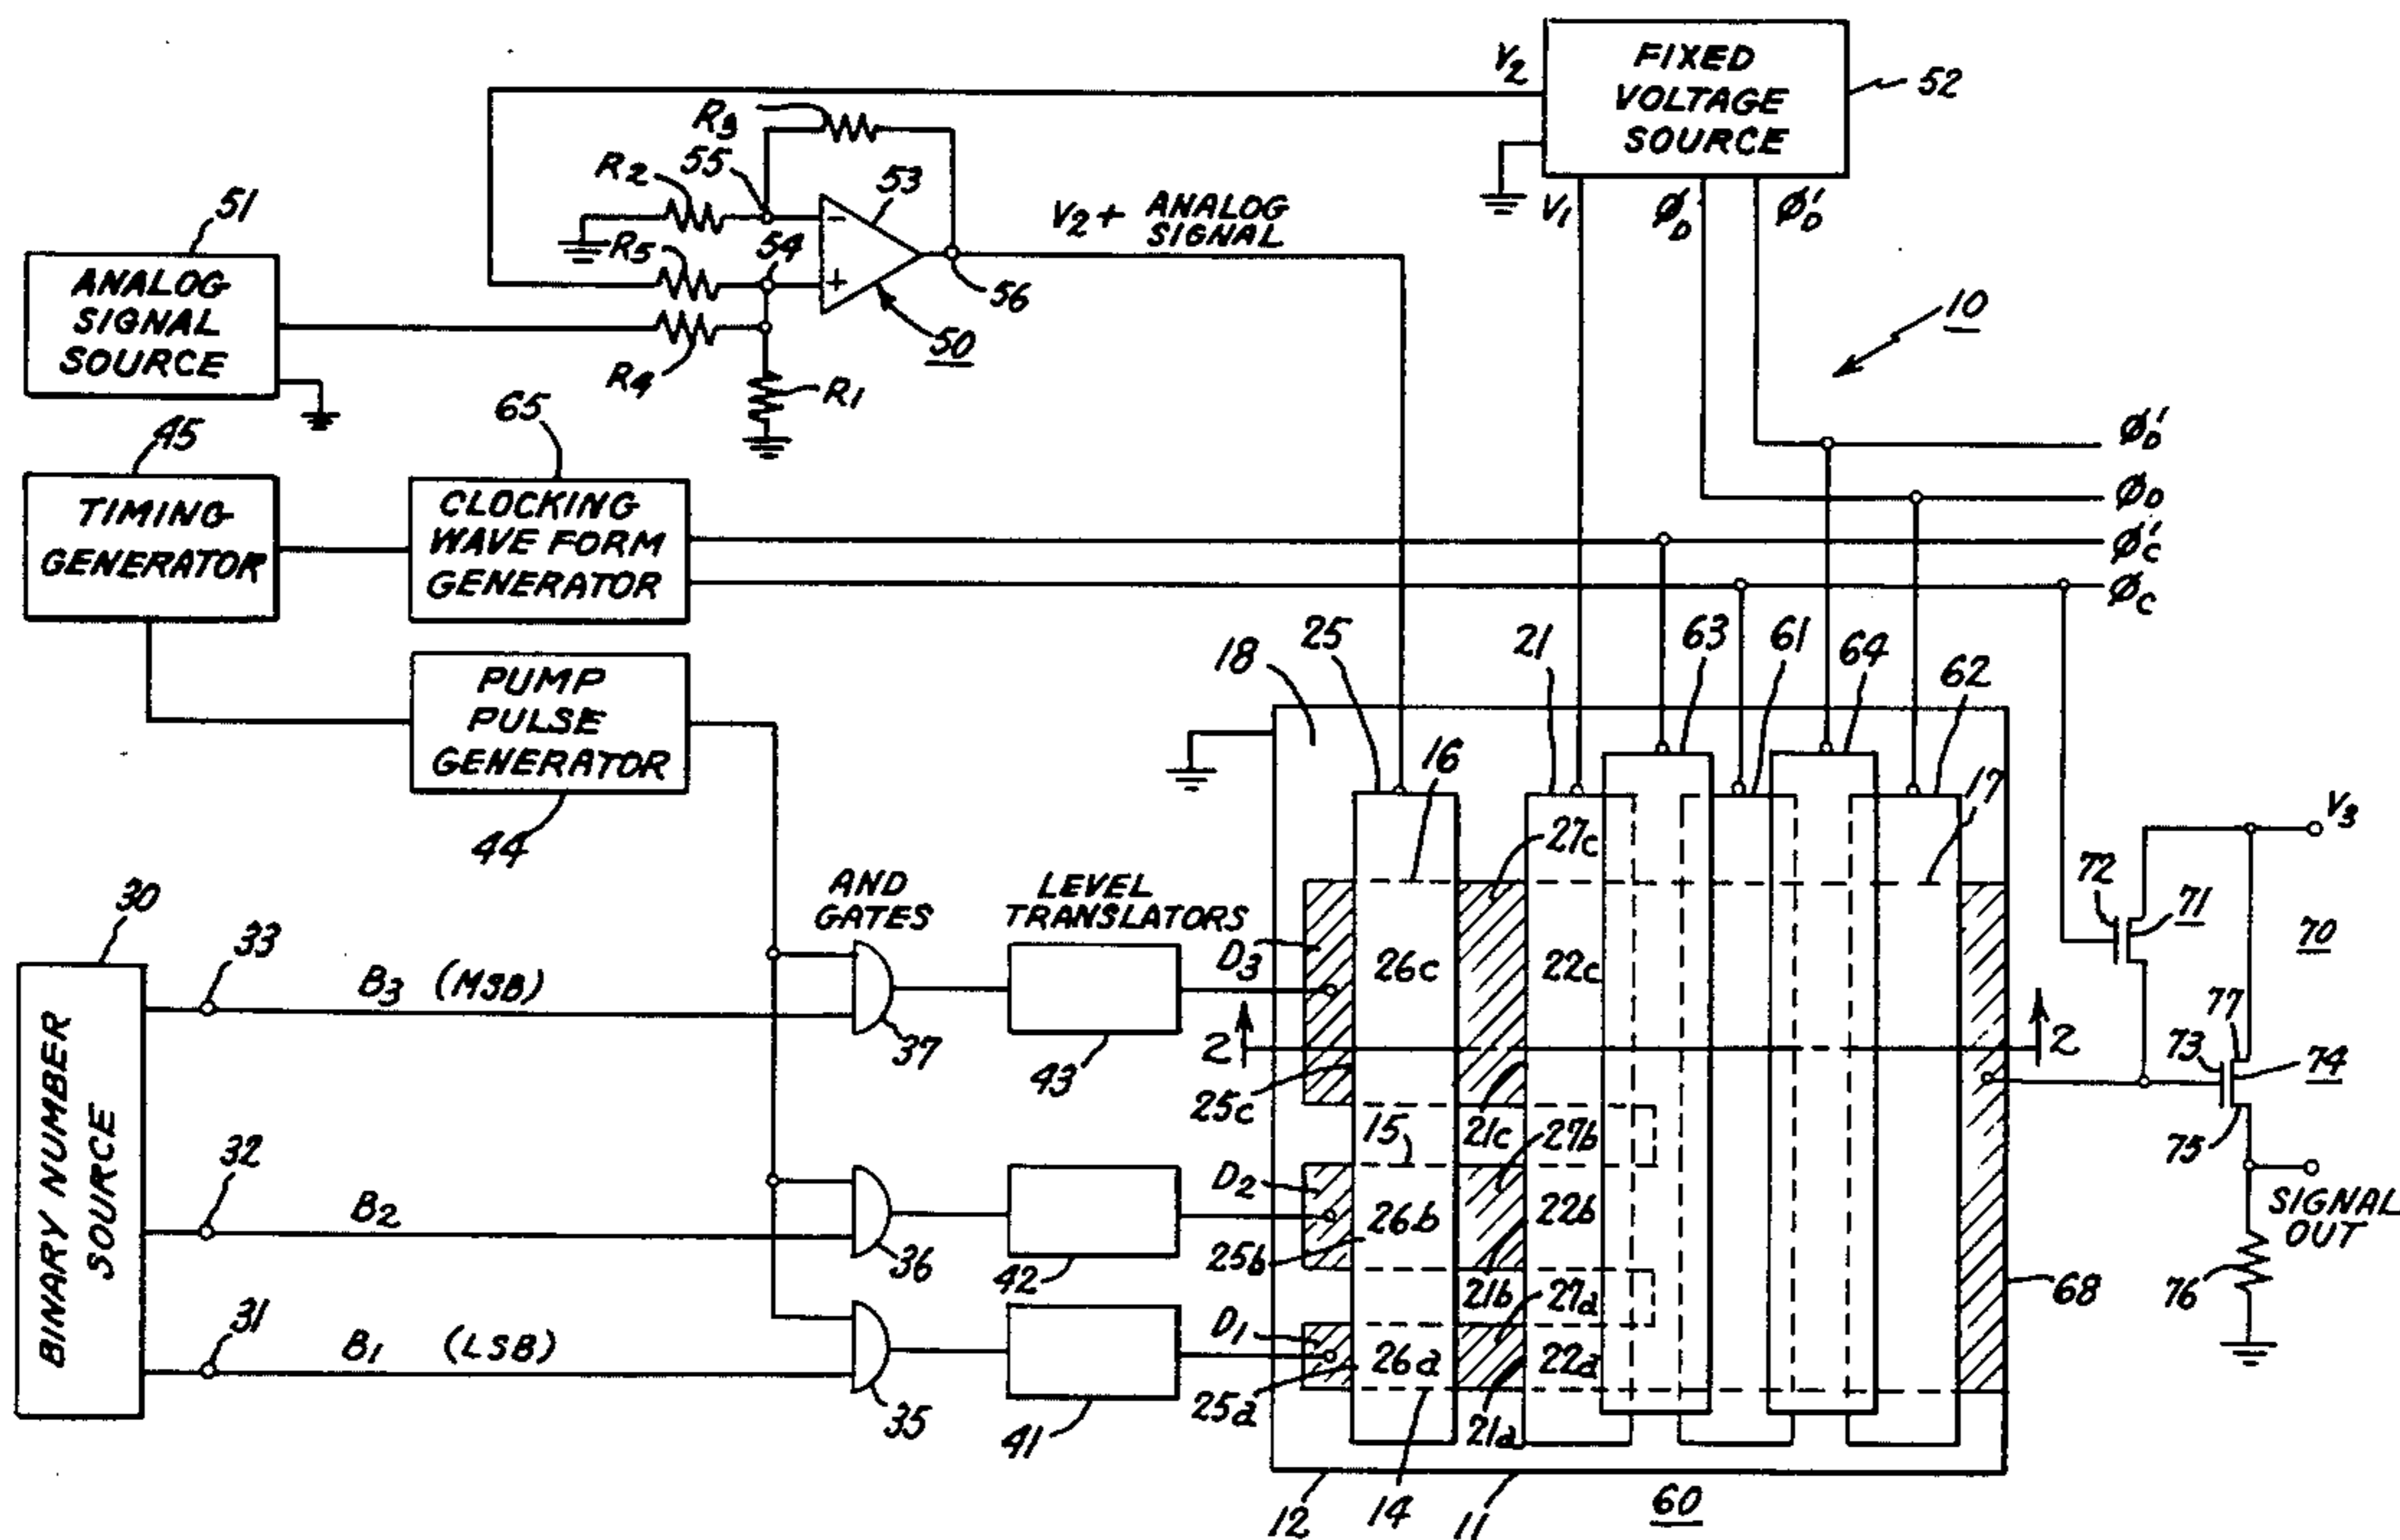 V2
FIXED
VOLTAGE
SOURCE
52
V1
ØD
ØD'
R3
R2
55
53
R5
54
50
56
R4
R1
V2 + ANALOG
SIGNAL
51
ANALOG
SIGNAL
SOURCE
10
ØD'
ØD
ØC'
ØC
45
TIMING
GENERATOR
65
CLOCKING
WAVE FORM
GENERATOR
PUMP
PULSE
GENERATOR
44
18
25
16
21
63
61
64
62
17
27c
V3
72
71
70
30
BINARY NUMBER
SOURCE
33
B3 (MSB)
AND
GATES
37
LEVEL
TRANSLATORS
43
D3
26c
22c
2
2
25c
15
21c
27b
73
77
74
75
32
B2
36
42
D2
26b
22b
25b
21b
27a
SIGNAL
OUT
76
68
31
B1 (LSB)
35
41
D1
26a
22a
25a
21a
12
14
11
60